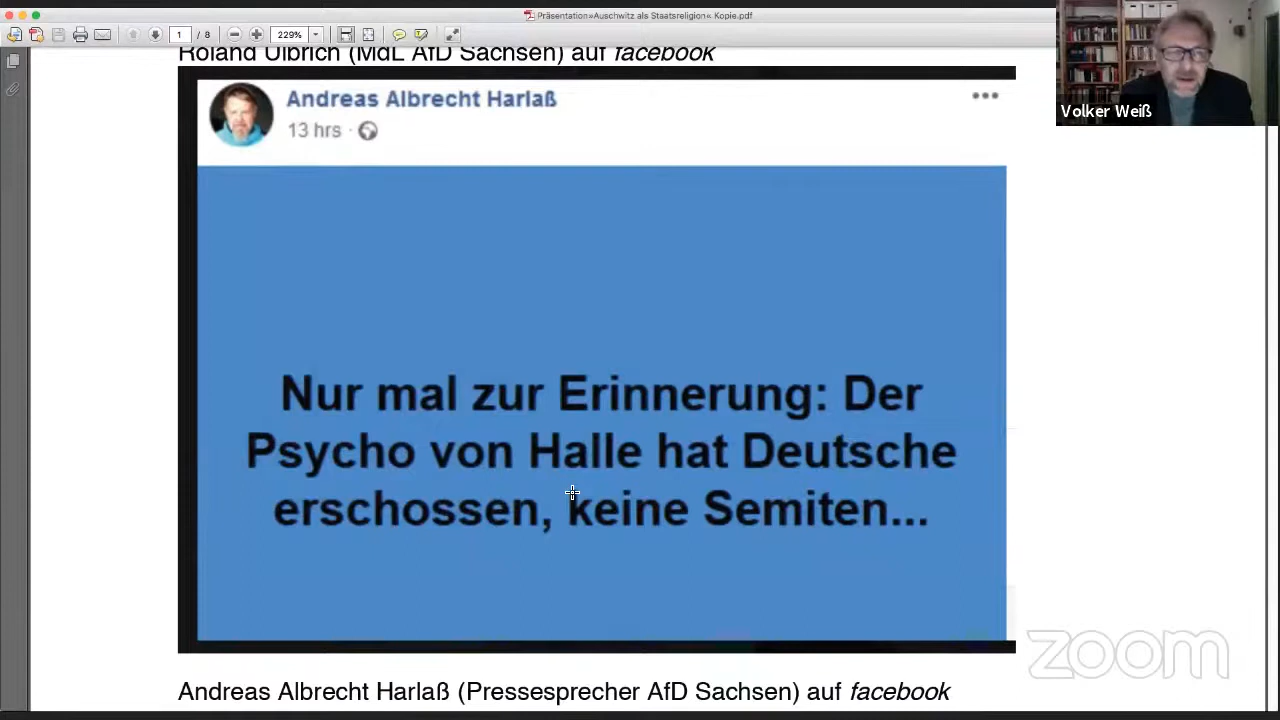 Präsentation»Auschwitz als Staatsreligion« Kopie.pdf
1 / 8
229%
Roland Ulbrich (MdL AfD Sachsen) auf facebook
Andreas Albrecht Harlaß
13 hrs ·
Nur mal zur Erinnerung: Der
Psycho von Halle hat Deutsche
erschossen, keine Semiten...
Andreas Albrecht Harlaß (Pressesprecher AfD Sachsen) auf facebook
Volker Weiß
zoom